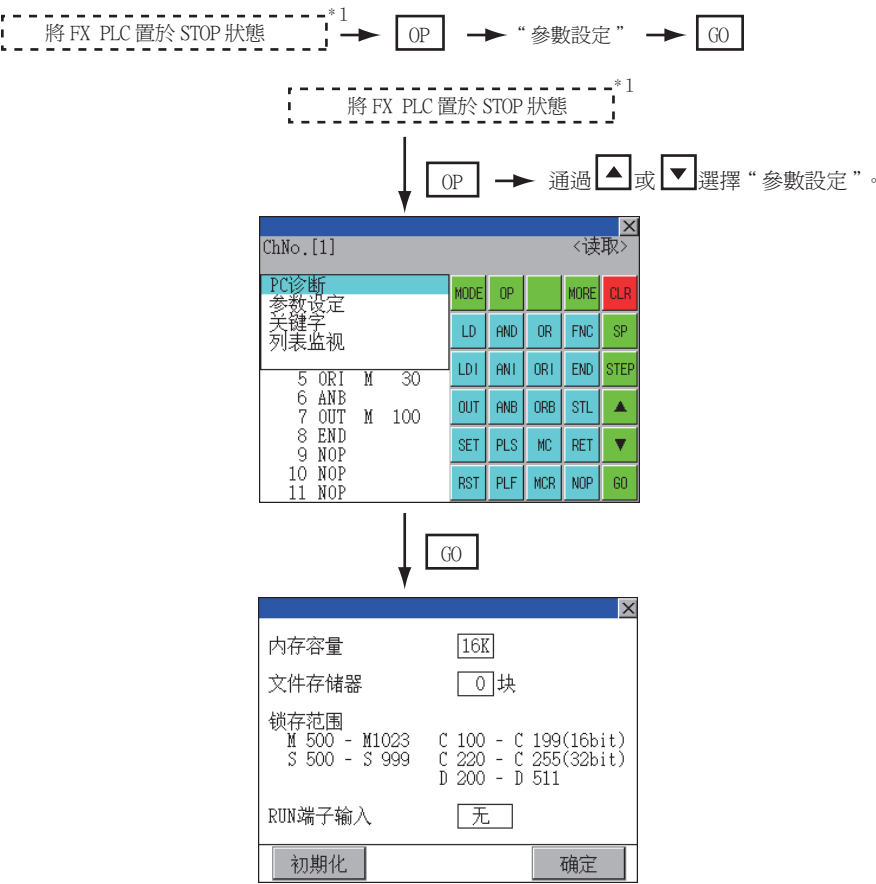 將 FX PLC 置於 STOP 狀態 *1 OP “參數設定” GO
將 FX PLC 置於 STOP 狀態 *1
OP 通過 ▲ 或 ▼ 選擇“參數設定”。
ChNo.[1] <读取>
PC诊断
参数设定
关键字
列表监视
5 ORI M 30
6 ANB
7 OUT M 100
8 END
9 NOP
10 NOP
11 NOP
MODE OP MORE CLR
LD AND OR FNC SP
LDI ANI ORI END STEP
OUT ANB ORB STL ▲
SET PLS MC RET ▼
RST PLF MCR NOP GO
GO
内存容量 16K
文件存储器 0 块
锁存范围
M 500 - M1023 C 100 - C 199(16bit)
S 500 - S 999 C 220 - C 255(32bit)
D 200 - D 511
RUN端子输入 无
初期化 确定